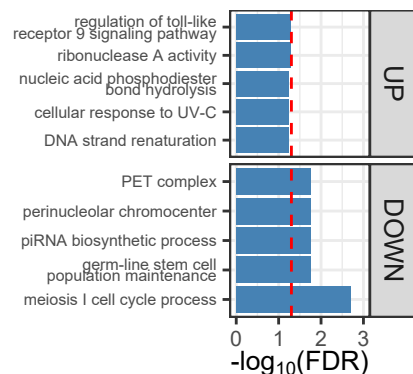 regulation of toll-like
receptor 9 signaling pathway
ribonuclease A activity
nucleic acid phosphodiester
bond hydrolysis
cellular response to UV-C
DNA strand renaturation
UP
PET complex
perinucleolar chromocenter
piRNA biosynthetic process
germ-line stem cell
population maintenance
meiosis I cell cycle process
DOWN
0 1 2 3
-log₁₀(FDR)